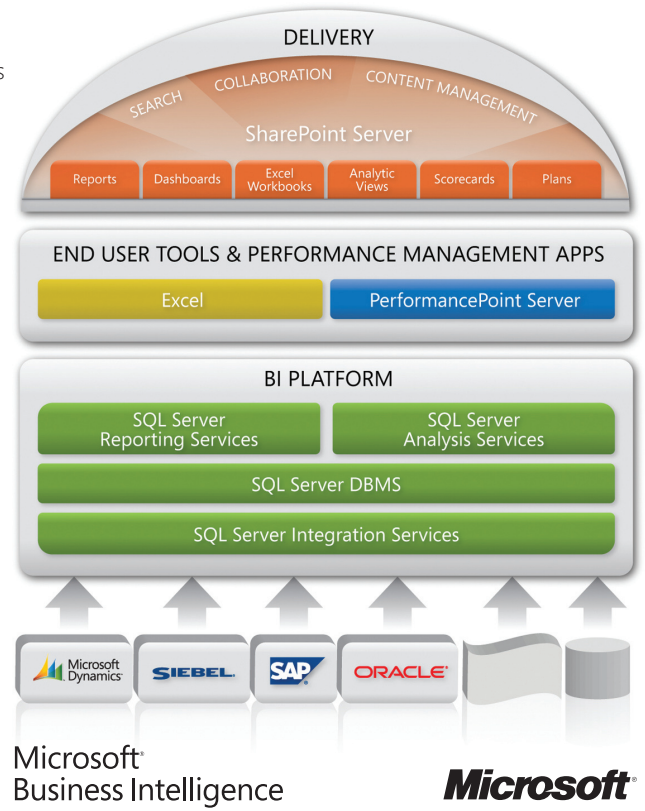 DELIVERY
s
SEARCH
COLLABORATION
CONTENT MANAGEMENT
SharePoint Server
Reports
Dashboards
Excel
Workbooks
Analytic
Views
Scorecards
Plans
END USER TOOLS & PERFORMANCE MANAGEMENT APPS
Excel
PerformancePoint Server
BI PLATFORM
SQL Server
Reporting Services
SQL Server
Analysis Services
SQL Server DBMS
SQL Server Integration Services
Microsoft
Dynamics
SIEBEL.
SAP
ORACLE®
Microsoft®
Business Intelligence
Microsoft®